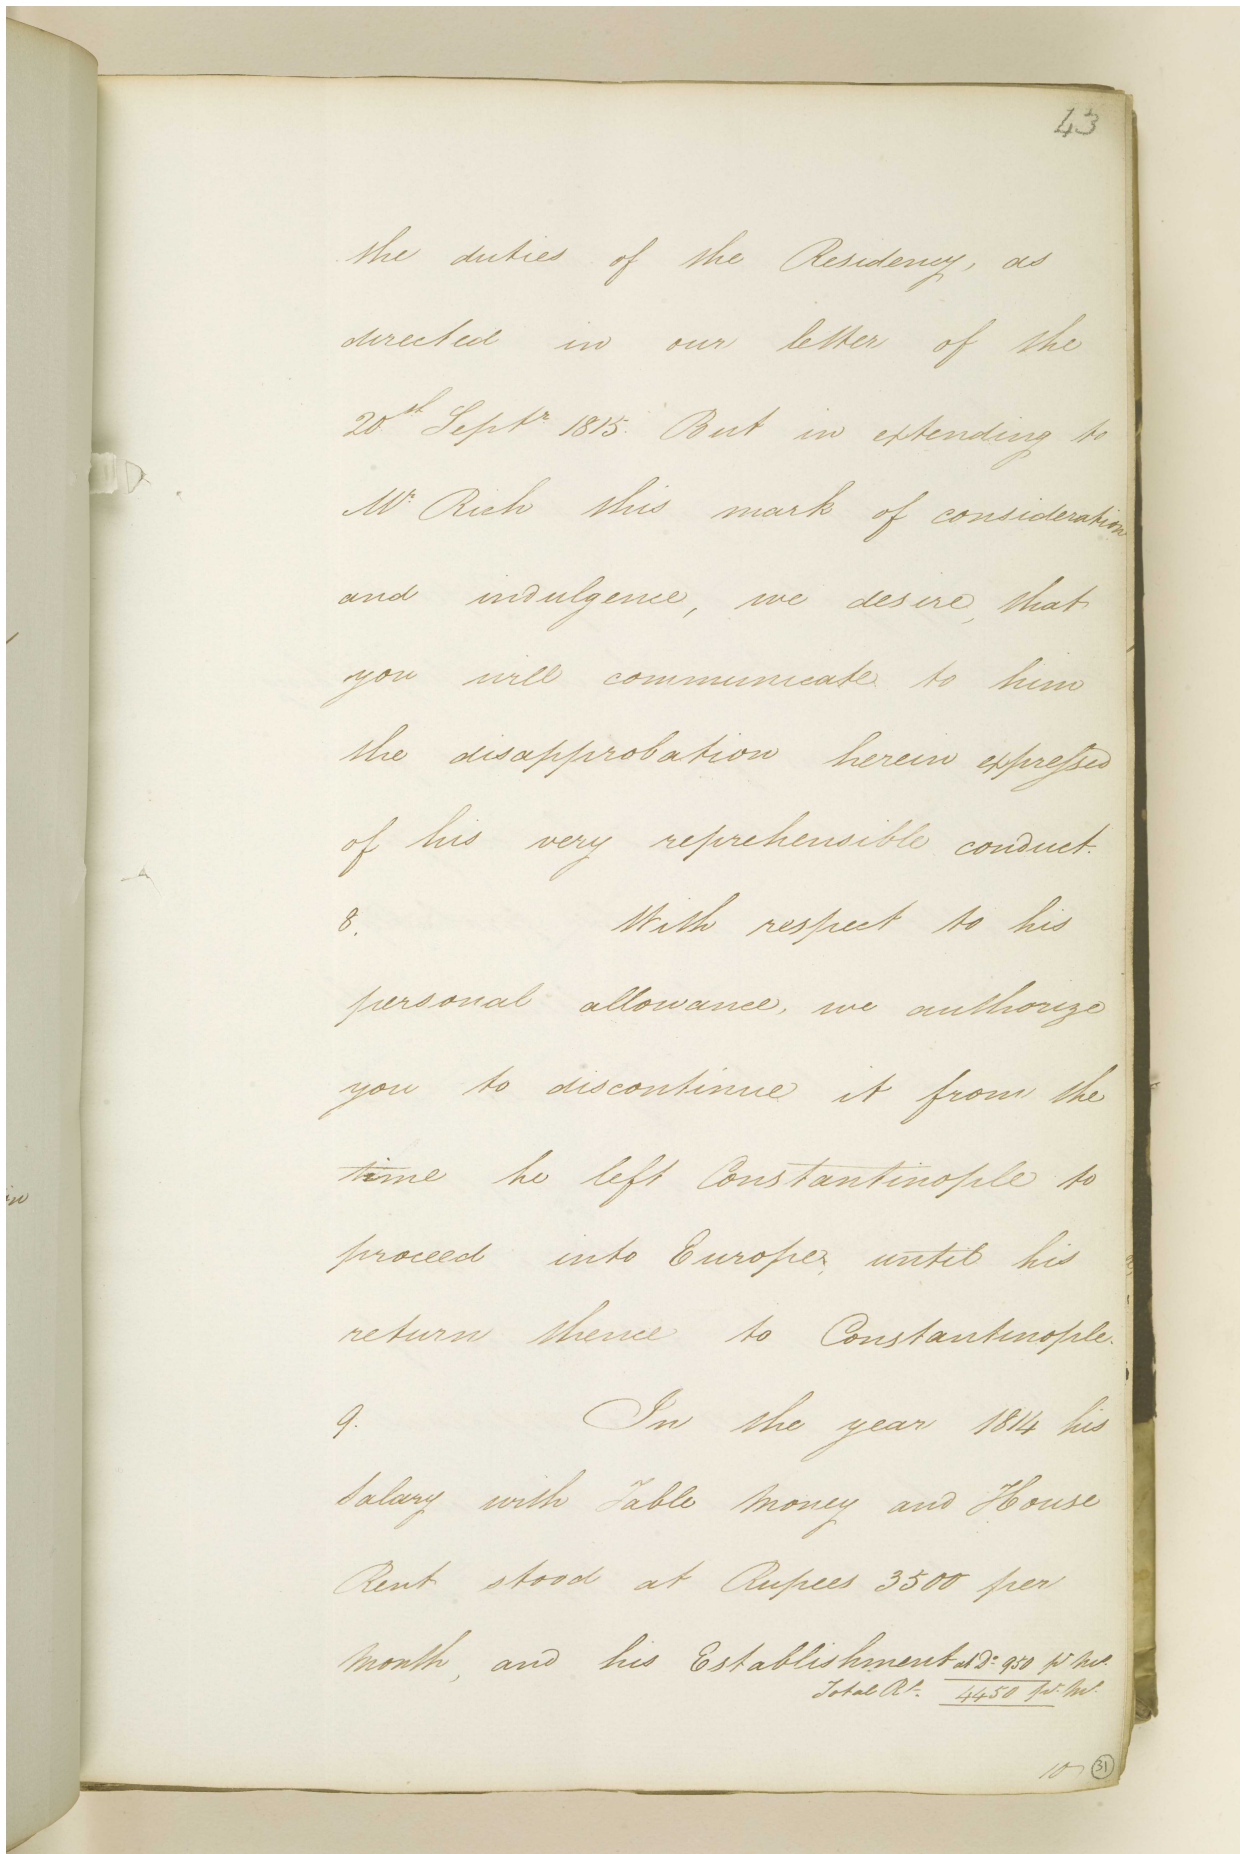 43
the duties of the Residency, as
directed in our letter of the
20th Septr 1815. But in extending to
Mr. Rich this mark of consideration
and indulgence, we desire, that
you will communicate to him
the disapprobation herein expressed
of his very reprehensible conduct.
8. With respect to his
personal allowance, we authorize
you to discontinue it from the
time he left Constantinople to
proceed into Europe, until his
return thence to Constantinople.
9. In the year 1814 his
Salary with Table Money and House
Rent stood at Rupees 3500 per
Month, and his Establishment at Do. 950 pr. Mo.
Total Rs. 4450 pr. Mo.
10
31